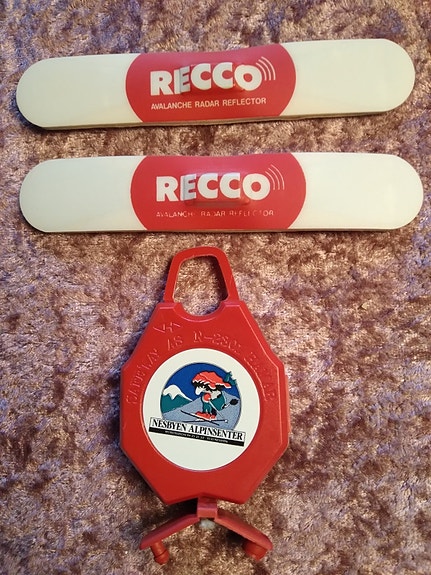 RECCO
AVALANCHE RADAR REFLECTOR
RECCO
AVALANCHE RADAR REFLECTOR
NESBYEN ALPINSENTER